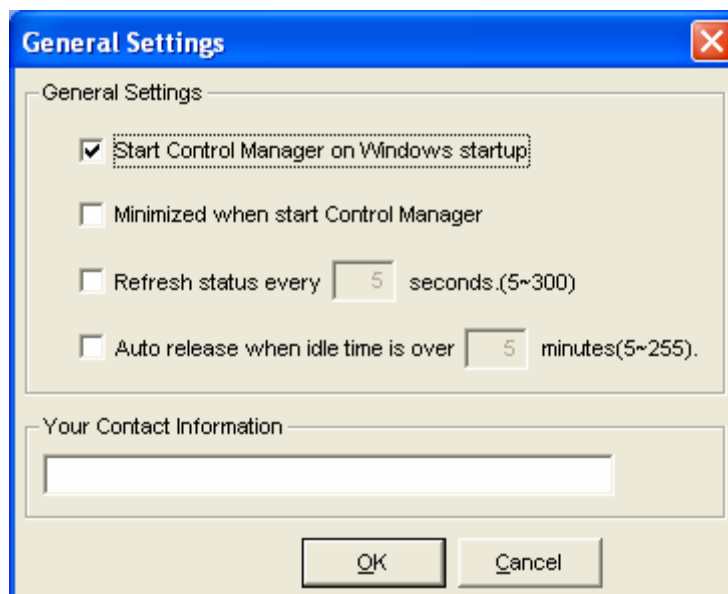 General Settings
General Settings
Start Control Manager on Windows startup
Minimized when start Control Manager
Refresh status every 5 seconds.(5~300)
Auto release when idle time is over 5 minutes(5~255).
Your Contact Information
OK Cancel